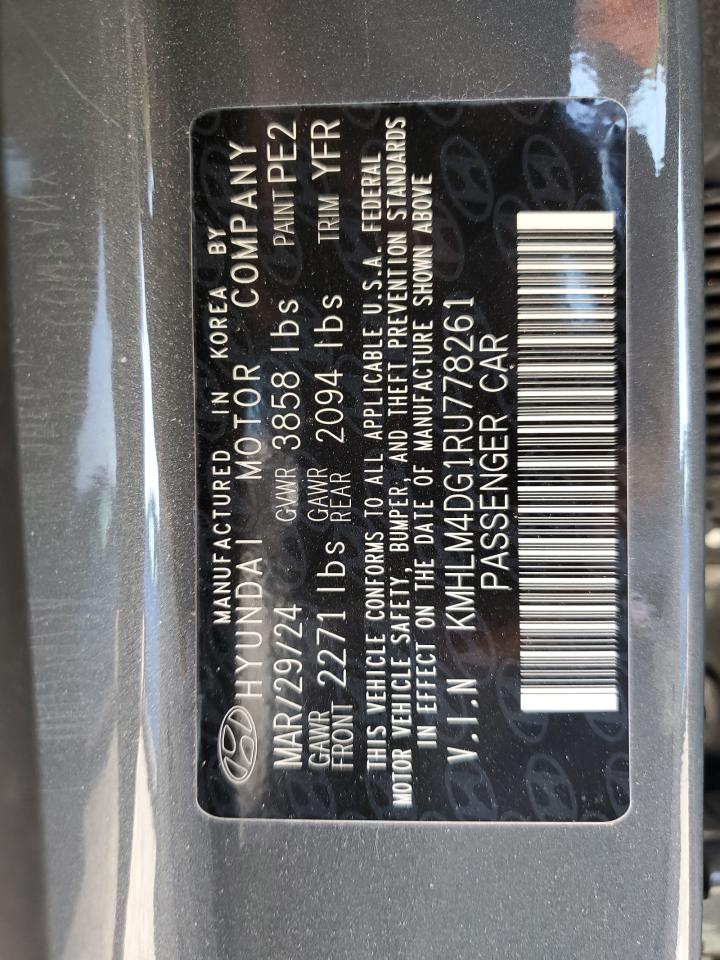 MANUFACTURED IN KOREA BY
HYUNDAI MOTOR COMPANY
MAR/29/24 GVWR 3858 lbs PAINT PE2
GAWR FRONT 2271 lbs GAWR REAR 2094 lbs TRIM YFR
THIS VEHICLE CONFORMS TO ALL APPLICABLE U.S.A. FEDERAL
MOTOR VEHICLE SAFETY, BUMPER, AND THEFT PREVENTION STANDARDS
IN EFFECT ON THE DATE OF MANUFACTURE SHOWN ABOVE
V.I.N KMHLM4DG1RU778261
PASSENGER CAR